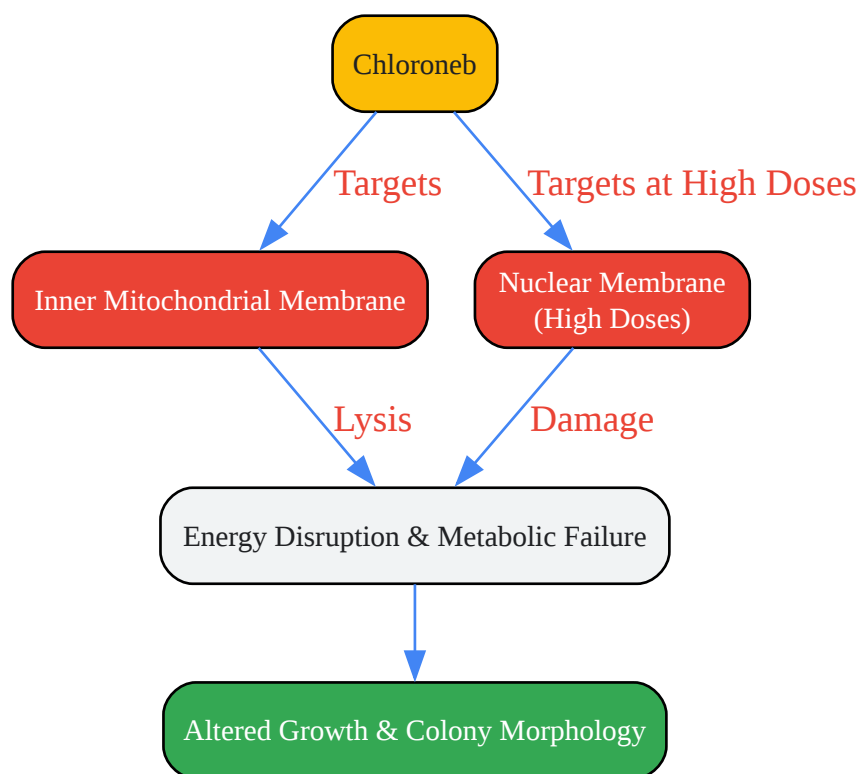 Chloroneb
Targets
Targets at High Doses
Inner Mitochondrial Membrane
Nuclear Membrane
(High Doses)
Lysis
Damage
Energy Disruption & Metabolic Failure
Altered Growth & Colony Morphology